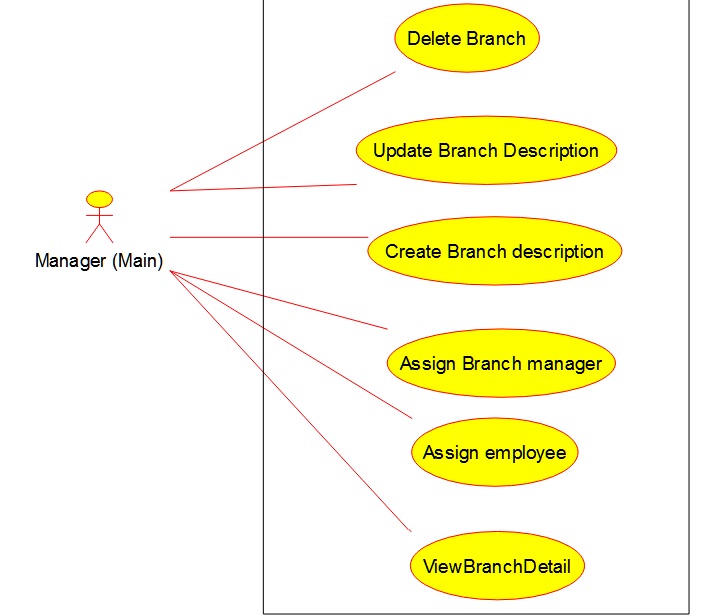 Delete Branch
Update Branch Description
Manager (Main)
Create Branch description
Assign Branch manager
Assign employee
ViewBranchDetail